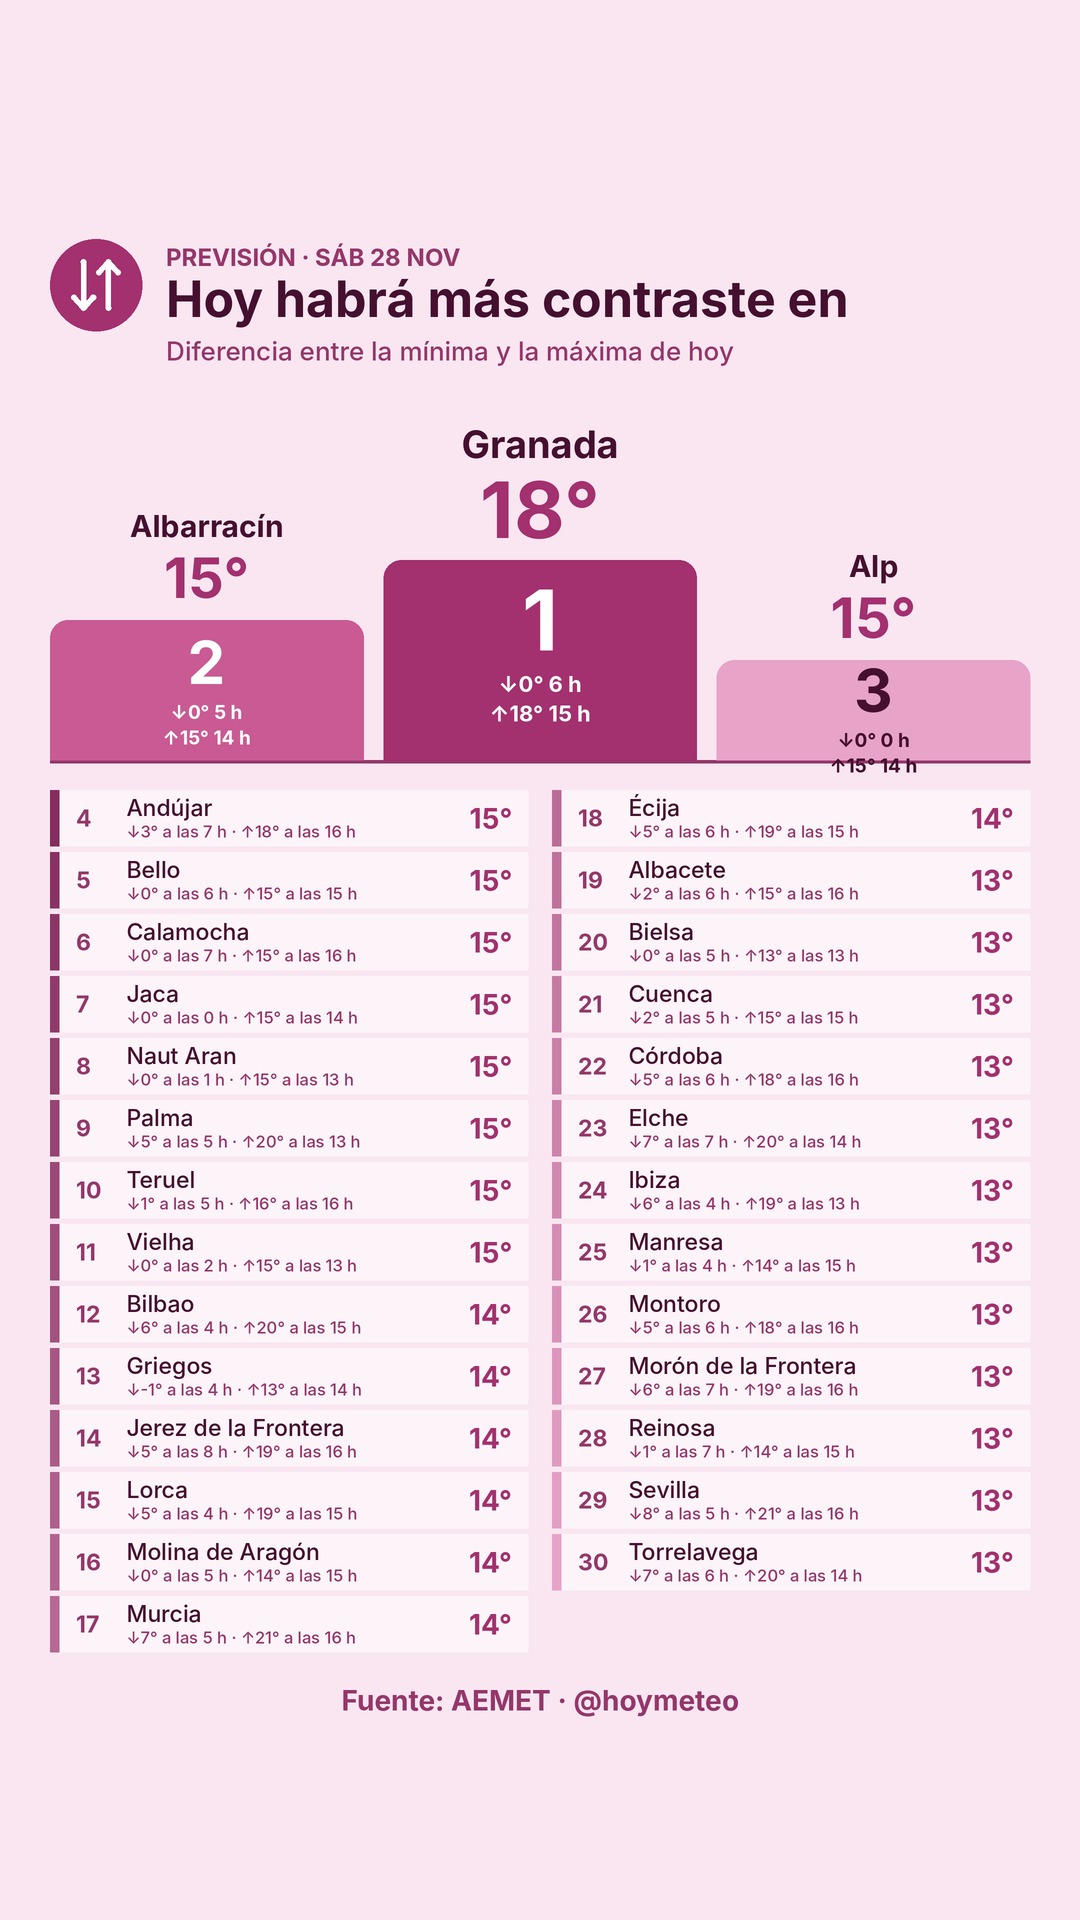 PREVISIÓN · SÁB 28 NOV
Hoy habrá más contraste en
Diferencia entre la mínima y la máxima de hoy
Granada
18°
1
↓0° 6 h
↑18° 15 h
Albarracín
15°
2
↓0° 5 h
↑15° 14 h
Alp
15°
3
↓0° 0 h
↑15° 14 h
4 Andújar 15°
↓3° a las 7 h · ↑18° a las 16 h
5 Bello 15°
↓0° a las 6 h · ↑15° a las 15 h
6 Calamocha 15°
↓0° a las 7 h · ↑15° a las 16 h
7 Jaca 15°
↓0° a las 0 h · ↑15° a las 14 h
8 Naut Aran 15°
↓0° a las 1 h · ↑15° a las 13 h
9 Palma 15°
↓5° a las 5 h · ↑20° a las 13 h
10 Teruel 15°
↓1° a las 5 h · ↑16° a las 16 h
11 Vielha 15°
↓0° a las 2 h · ↑15° a las 13 h
12 Bilbao 14°
↓6° a las 4 h · ↑20° a las 15 h
13 Griegos 14°
↓-1° a las 4 h · ↑13° a las 14 h
14 Jerez de la Frontera 14°
↓5° a las 8 h · ↑19° a las 16 h
15 Lorca 14°
↓5° a las 4 h · ↑19° a las 15 h
16 Molina de Aragón 14°
↓0° a las 5 h · ↑14° a las 15 h
17 Murcia 14°
↓7° a las 5 h · ↑21° a las 16 h
18 Écija 14°
↓5° a las 6 h · ↑19° a las 15 h
19 Albacete 13°
↓2° a las 6 h · ↑15° a las 16 h
20 Bielsa 13°
↓0° a las 5 h · ↑13° a las 13 h
21 Cuenca 13°
↓2° a las 5 h · ↑15° a las 15 h
22 Córdoba 13°
↓5° a las 6 h · ↑18° a las 16 h
23 Elche 13°
↓7° a las 7 h · ↑20° a las 14 h
24 Ibiza 13°
↓6° a las 4 h · ↑19° a las 13 h
25 Manresa 13°
↓1° a las 4 h · ↑14° a las 15 h
26 Montoro 13°
↓5° a las 6 h · ↑18° a las 16 h
27 Morón de la Frontera 13°
↓6° a las 7 h · ↑19° a las 16 h
28 Reinosa 13°
↓1° a las 7 h · ↑14° a las 15 h
29 Sevilla 13°
↓8° a las 5 h · ↑21° a las 16 h
30 Torrelavega 13°
↓7° a las 6 h · ↑20° a las 14 h
Fuente: AEMET · @hoymeteo